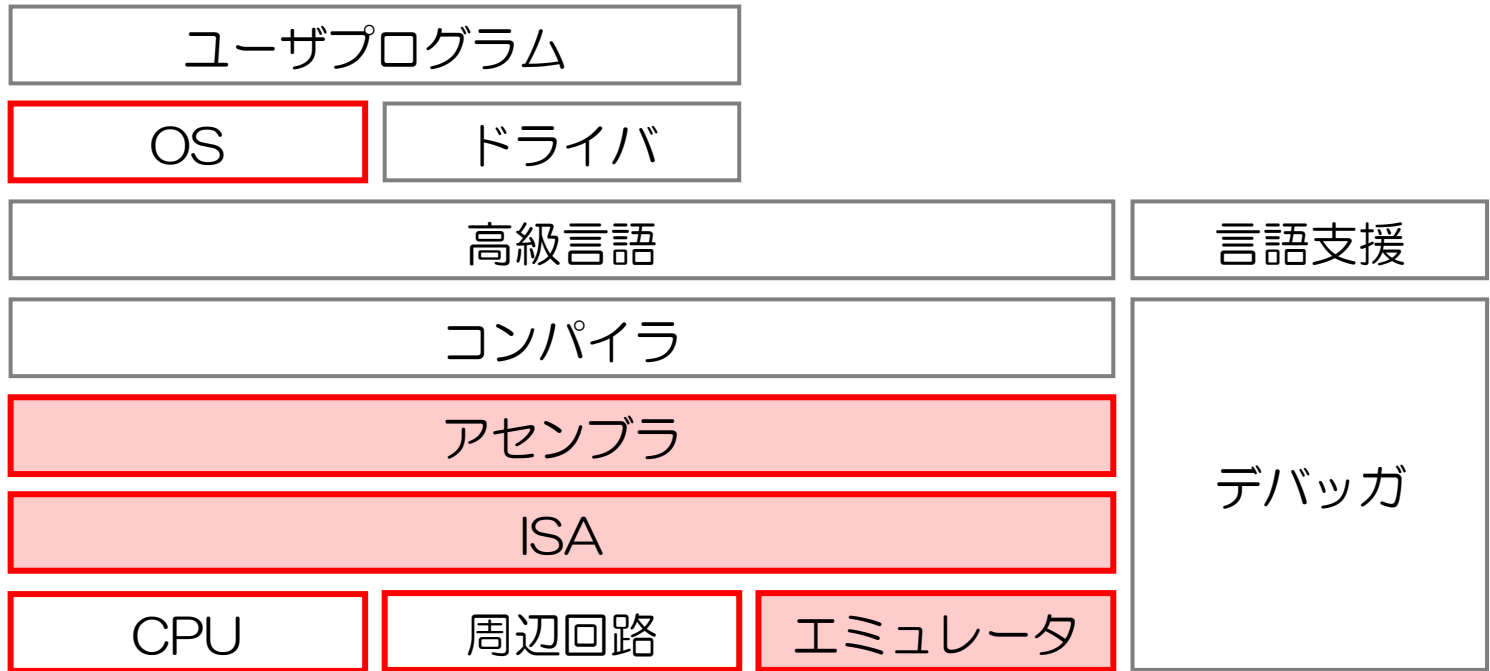 ユーザプログラム
OS
ドライバ
高級言語
言語支援
コンパイラ
アセンブラ
デバッガ
ISA
CPU
周辺回路
エミュレータ